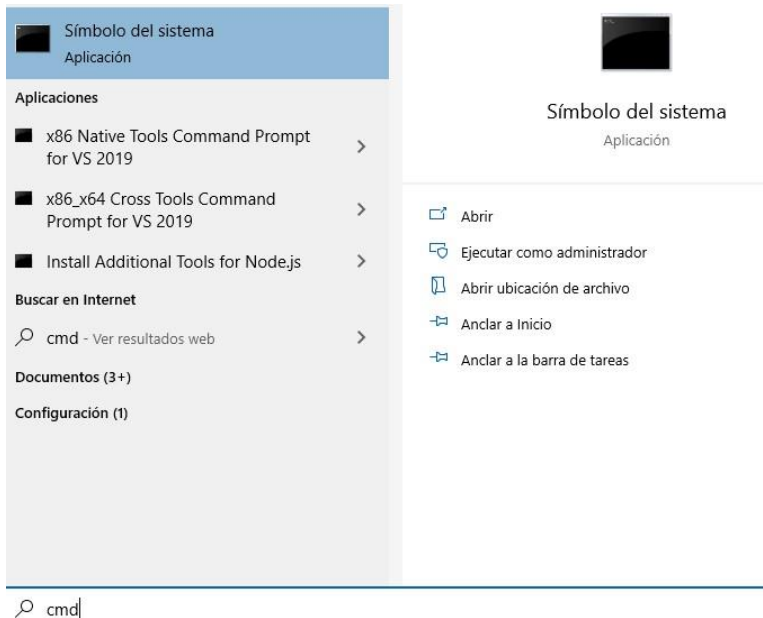 Símbolo del sistema
Aplicación
Aplicaciones
x86 Native Tools Command Prompt
for VS 2019
x86_x64 Cross Tools Command
Prompt for VS 2019
Install Additional Tools for Node.js
Buscar en Internet
cmd - Ver resultados web
Documentos (3+)
Configuración (1)
Símbolo del sistema
Aplicación
Abrir
Ejecutar como administrador
Abrir ubicación de archivo
Anclar a Inicio
Anclar a la barra de tareas
cmd